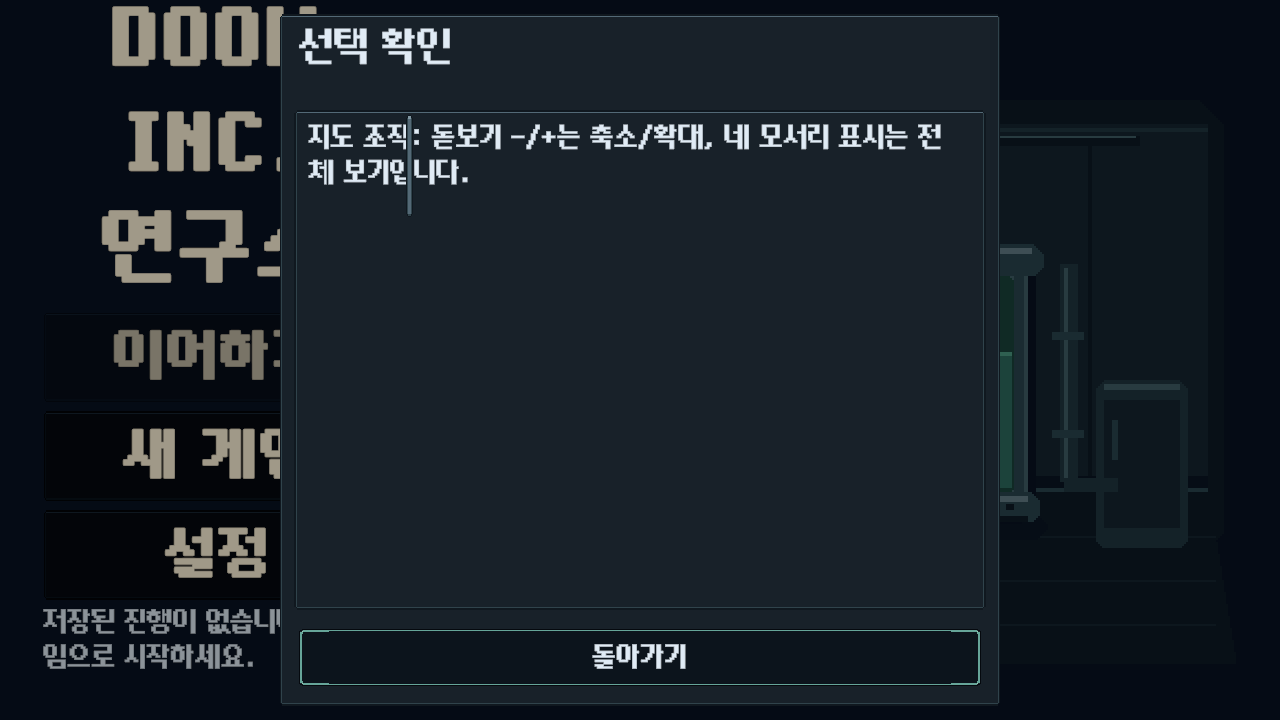 DOOM
INC.
연구소
이어하기
새 게임
설정
저장된 진행이 없습니
임으로 시작하세요.
선택 확인
지도 조작: 돋보기 -/+는 축소/확대, 네 모서리 표시는 전
체 보기입니다.
돌아가기